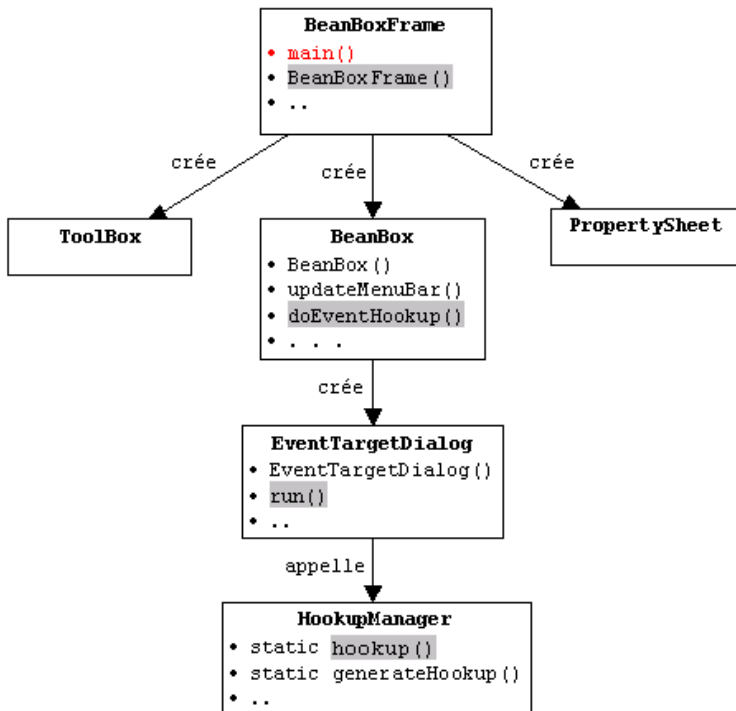 BeanBoxFrame
• main()
• BeanBoxFrame()
• ..
crée
crée
crée
ToolBox
BeanBox
• BeanBox()
• updateMenuBar()
• doEventHookup()
• . . .
PropertySheet
crée
EventTargetDialog
• EventTargetDialog()
• run()
• ..
appelle
HookupManager
• static hookup()
• static generateHookup()
• ..